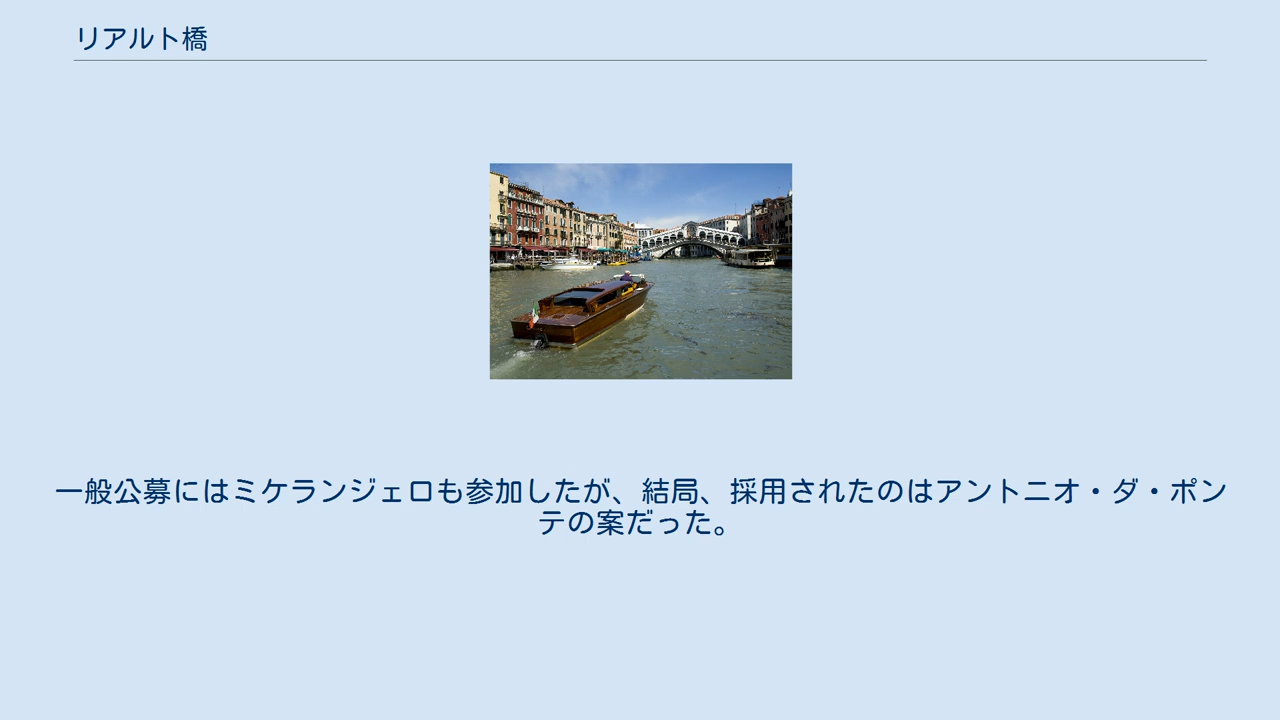 リアルト橋
一般公募にはミケランジェロも参加したが、結局、採用されたのはアントニオ・ダ・ポン
テの案だった。